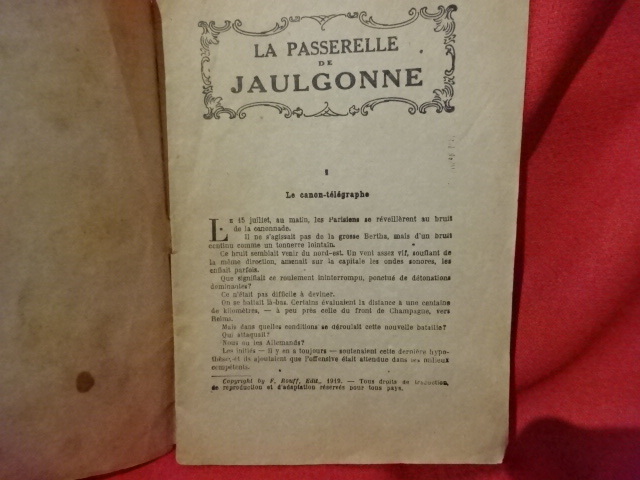 LA PASSERELLE
DE
JAULGONNE
I
Le canon-télégraphe
LE 15 juillet, au matin, les Parisiens se réveillèrent au bruit
de la canonnade.
Il ne s'agissait pas de la grosse Bertha, mais d'un bruit
continu comme un tonnerre lointain.
Ce bruit semblait venir du nord-est. Un vent assez vif, soufflant de
la même direction, amenait sur la capitale les ondes sonores, les
enflait parfois.
Que signifiait ce roulement ininterrompu, ponctué de détonations
dominantes?
Ce n'était pas difficile à deviner.
On se battait là-bas. Certains évaluaient la distance à une centaine
de kilomètres, — à peu près celle du front de Champagne, vers
Reims.
Mais dans quelles conditions se déroulait cette nouvelle bataille?
Qui attaquait?
Nous ou les Allemands?
Les initiés — il y en a toujours — soutenaient cette dernière hypo-
thèse, et ils ajoutaient que l'offensive était attendue dans les milieux
compétents.
Copyright by F. Rouff, Edit., 1918. — Tous droits de traduction,
de reproduction et d'adaptation réservés pour tous pays.